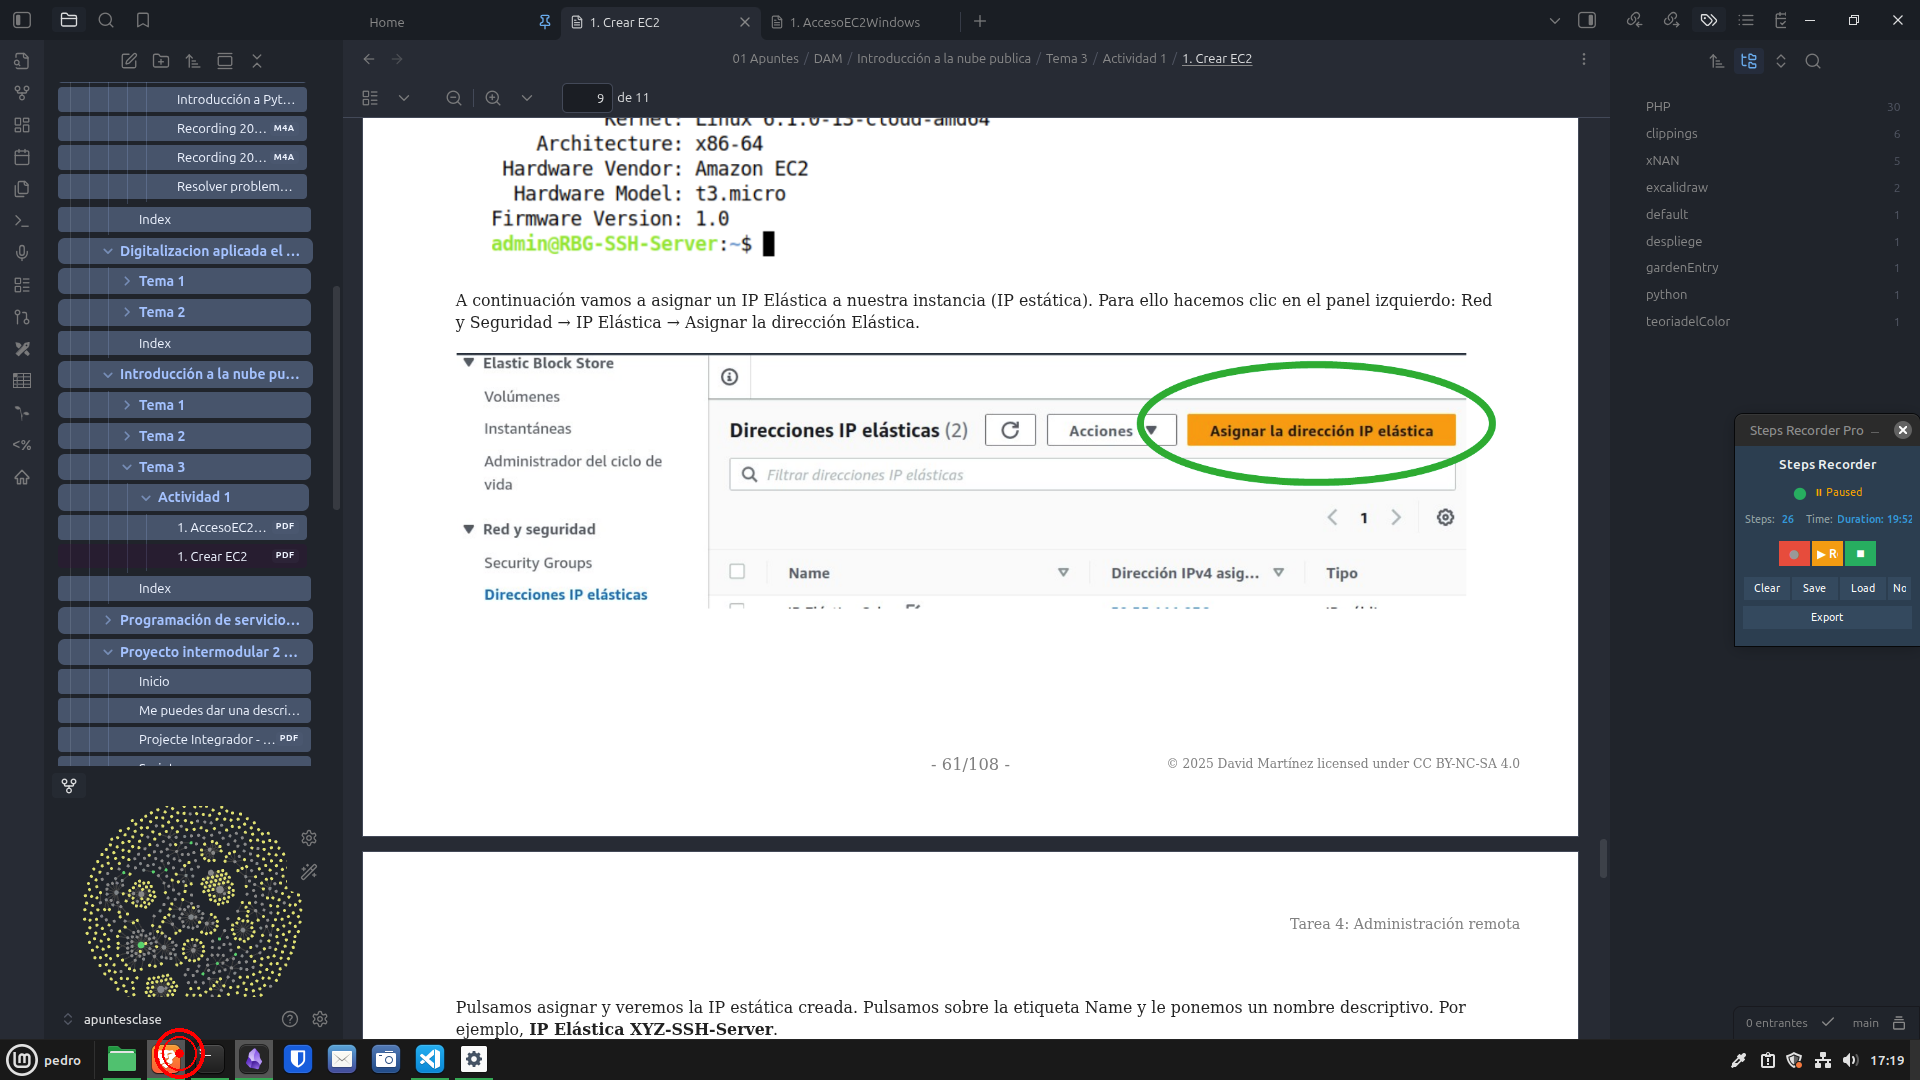 Home
1. Crear EC2
1. AccesoEC2Windows
01 Apuntes / DAM / Introducción a la nube publica / Tema 3 / Actividad 1 / 1. Crear EC2
9 de 11
Introducción a Pyt...
Recording 20... M4A
Recording 20... M4A
Resolver problem...
Index
Digitalizacion aplicada el ...
Tema 1
Tema 2
Index
Introducción a la nube pu...
Tema 1
Tema 2
Tema 3
Actividad 1
1. AccesoEC2... PDF
1. Crear EC2 PDF
Index
Programación de servicio...
Proyecto intermodular 2 ...
Inicio
Me puedes dar una descri...
Projecte Integrador - ... PDF
apuntesclase
Kernel: Linux 6.1.0-13-cloud-amd64
Architecture: x86-64
Hardware Vendor: Amazon EC2
Hardware Model: t3.micro
Firmware Version: 1.0
admin@RBG-SSH-Server:~$
A continuación vamos a asignar un IP Elástica a nuestra instancia (IP estática). Para ello hacemos clic en el panel izquierdo: Red
y Seguridad → IP Elástica → Asignar la dirección Elástica.
Elastic Block Store
Volúmenes
Instantáneas
Administrador del ciclo de
vida
Red y seguridad
Security Groups
Direcciones IP elásticas
Direcciones IP elásticas (2)
Acciones
Asignar la dirección IP elástica
Filtrar direcciones IP elásticas
1
Name
Dirección IPv4 asig...
Tipo
- 61/108 -
© 2025 David Martínez licensed under CC BY-NC-SA 4.0
Tarea 4: Administración remota
Pulsamos asignar y veremos la IP estática creada. Pulsamos sobre la etiqueta Name y le ponemos un nombre descriptivo. Por
ejemplo, IP Elástica XYZ-SSH-Server.
PHP 30
clippings 6
xNAN 5
excalidraw 2
default 1
despliege 1
gardenEntry 1
python 1
teoriadelColor 1
Steps Recorder Pro
Steps Recorder
Paused
Steps: 26 Time: Duration: 19:52
R
Clear Save Load No
Export
0 entrantes main
pedro
17:19